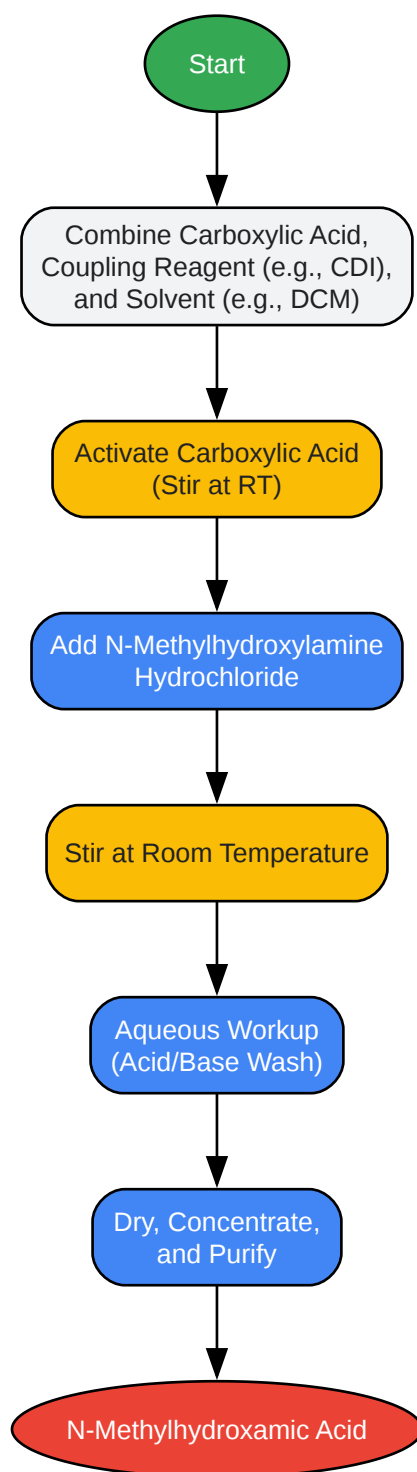 Start
Combine Carboxylic Acid,
Coupling Reagent (e.g., CDI),
and Solvent (e.g., DCM)
Activate Carboxylic Acid
(Stir at RT)
Add N-Methylhydroxylamine
Hydrochloride
Stir at Room Temperature
Aqueous Workup
(Acid/Base Wash)
Dry, Concentrate,
and Purify
N-Methylhydroxamic Acid